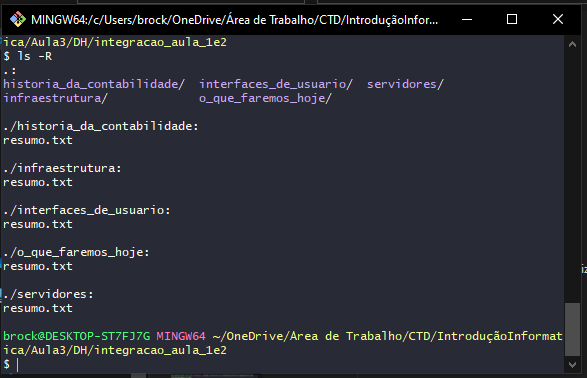 MINGW64:/c/Users/brock/OneDrive/Área de Trabalho/CTD/IntroduçãoInfor...
ica/Aula3/DH/integracao_aula_1e2
$ ls -R
.:
historia_da_contabilidade/  interfaces_de_usuario/  servidores/
infraestrutura/             o_que_faremos_hoje/

./historia_da_contabilidade:
resumo.txt

./infraestrutura:
resumo.txt

./interfaces_de_usuario:
resumo.txt

./o_que_faremos_hoje:
resumo.txt

./servidores:
resumo.txt

brock@DESKTOP-ST7FJ7G MINGW64 ~/OneDrive/Área de Trabalho/CTD/IntroduçãoInformat
ica/Aula3/DH/integracao_aula_1e2
$